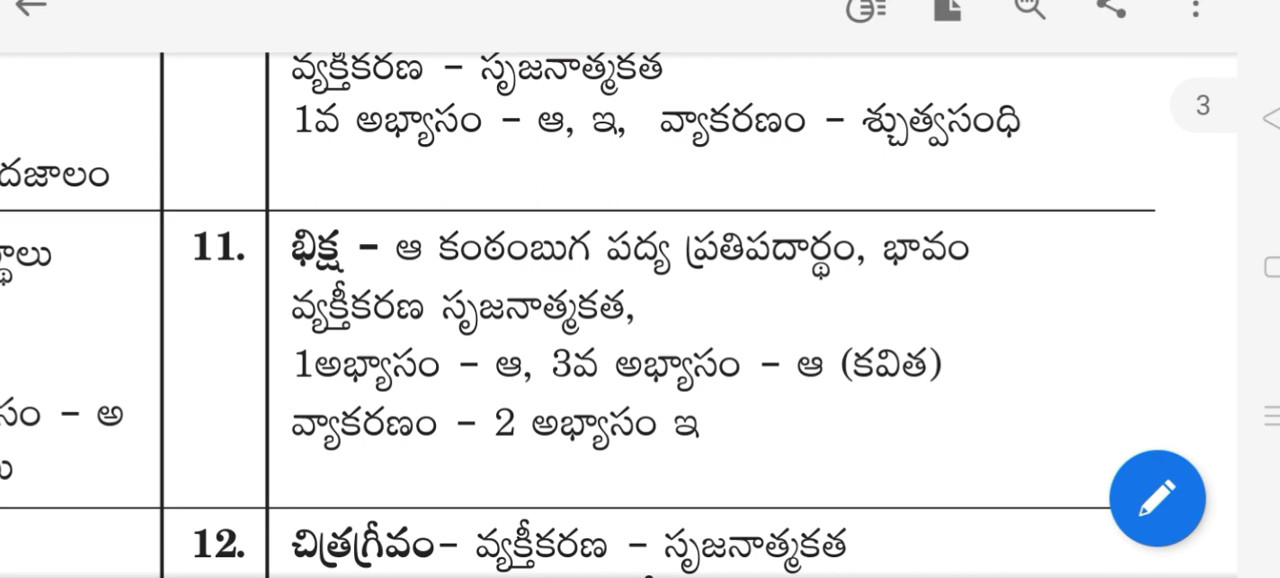 3
వ్యక్తీకరణ – సృజనాత్మకత
1వ అభ్యాసం – ఆ, ఇ, వ్యాకరణం – శ్చుత్వసంధి
11. భిక్ష – ఆ కంఠంబుగ పద్య ప్రతిపదార్థం, భావం
వ్యక్తీకరణ సృజనాత్మకత,
1అభ్యాసం – ఆ, 3వ అభ్యాసం – ఆ (కవిత)
– అ
వ్యాకరణం – 2 అభ్యాసం ఇ
12. చిత్రగ్రీవం– వ్యక్తీకరణ – సృజనాత్మకత